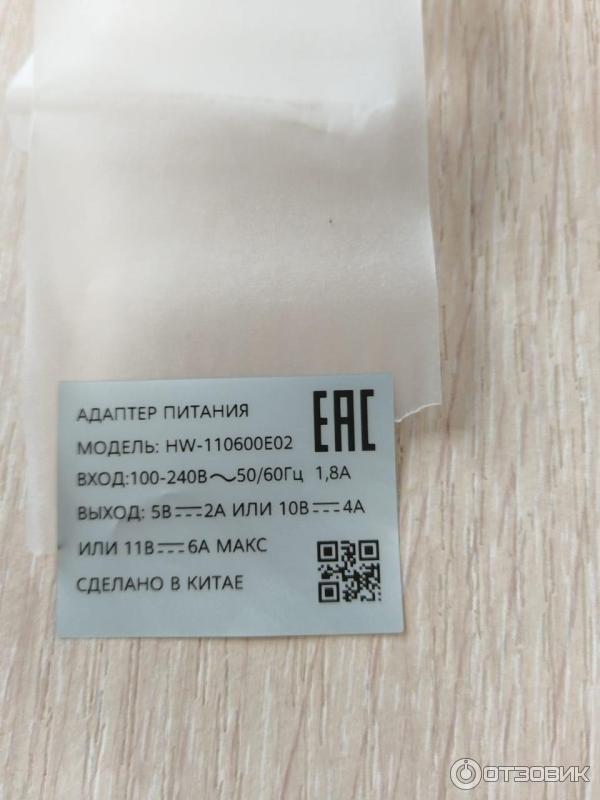 АДАПТЕР ПИТАНИЯ
EAC
МОДЕЛЬ: HW-110600E02
ВХОД:100-240В~50/60Гц 1,8А
ВЫХОД: 5В⎓2А ИЛИ 10В⎓4А
ИЛИ 11В⎓6А МАКС
СДЕЛАНО В КИТАЕ
ОТЗОВИК